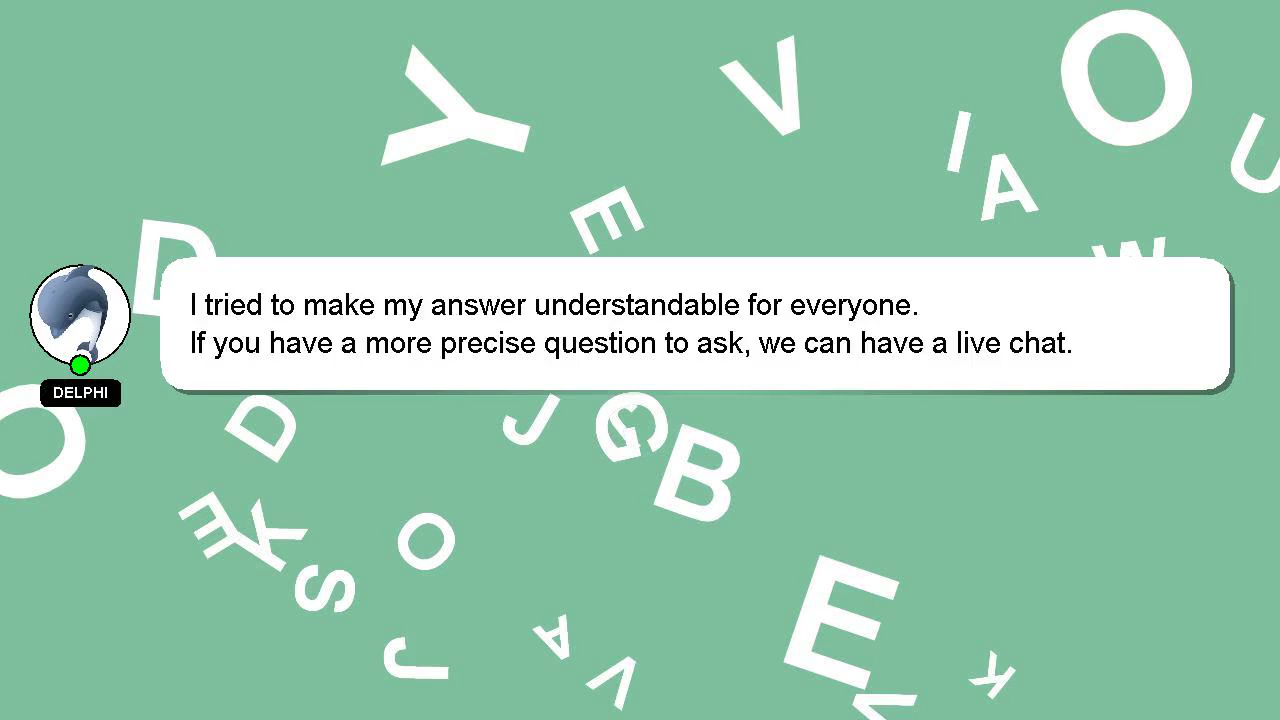 Y
V
O
I
A
U
E
D
W
I tried to make my answer understandable for everyone.
If you have a more precise question to ask, we can have a live chat.
DELPHI
O
D
J
G
B
E
K
O
S
E
A
J
V
K
V